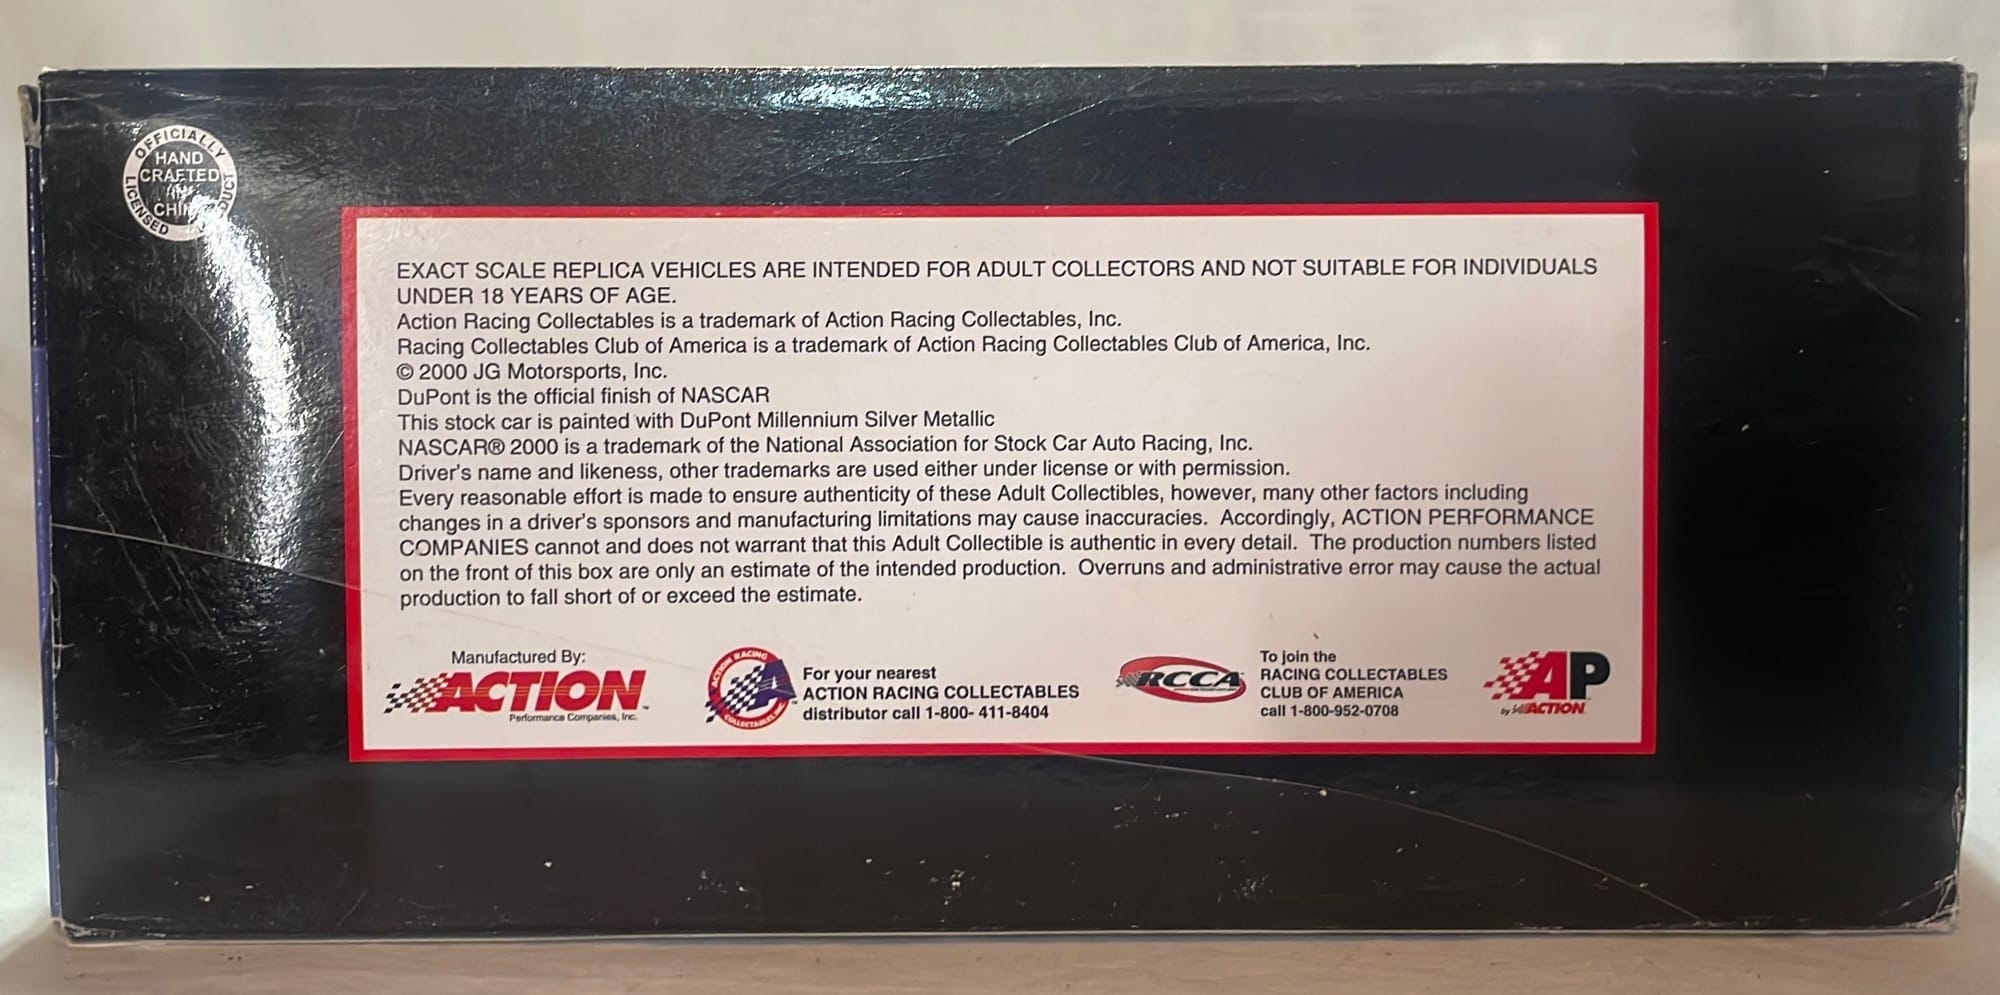 OFFICIALLY LICENSED PRODUCT
HAND
CRAFTED
IN
CHINA
EXACT SCALE REPLICA VEHICLES ARE INTENDED FOR ADULT COLLECTORS AND NOT SUITABLE FOR INDIVIDUALS
UNDER 18 YEARS OF AGE.
Action Racing Collectables is a trademark of Action Racing Collectables, Inc.
Racing Collectables Club of America is a trademark of Action Racing Collectables Club of America, Inc.
© 2000 JG Motorsports, Inc.
DuPont is the official finish of NASCAR
This stock car is painted with DuPont Millennium Silver Metallic
NASCAR® 2000 is a trademark of the National Association for Stock Car Auto Racing, Inc.
Driver's name and likeness, other trademarks are used either under license or with permission.
Every reasonable effort is made to ensure authenticity of these Adult Collectibles, however, many other factors including
changes in a driver's sponsors and manufacturing limitations may cause inaccuracies. Accordingly, ACTION PERFORMANCE
COMPANIES cannot and does not warrant that this Adult Collectible is authentic in every detail. The production numbers listed
on the front of this box are only an estimate of the intended production. Overruns and administrative error may cause the actual
production to fall short of or exceed the estimate.
Manufactured By:
ACTION™
Performance Companies, Inc.
ACTION RACING
A
COLLECTABLES, INC.
For your nearest
ACTION RACING COLLECTABLES
distributor call 1-800- 411-8404
RCCA
To join the
RACING COLLECTABLES
CLUB OF AMERICA
call 1-800-952-0708
AP
by ACTION